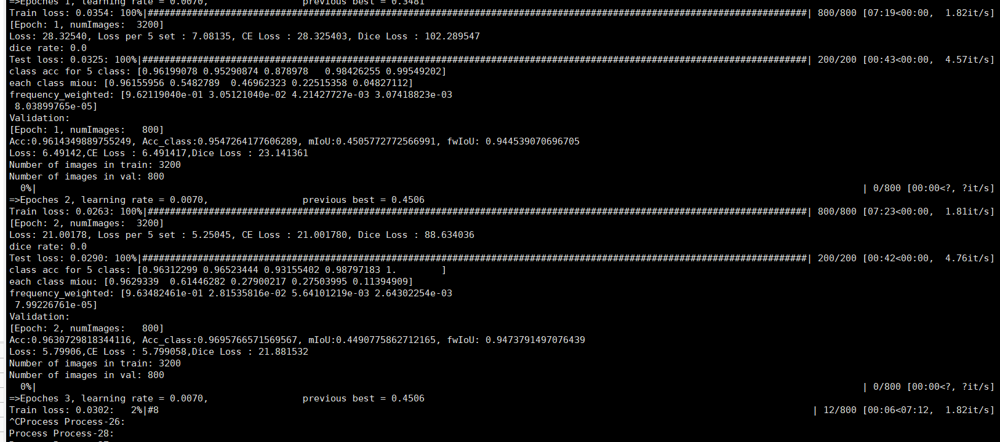 =>Epoches 1, learning rate = 0.0070,                 previous best = 0.3481
Train loss: 0.0354: 100%|#######################################################################################################################| 800/800 [07:19<00:00,  1.82it/s]
[Epoch: 1, numImages:  3200]
Loss: 28.32540, Loss per 5 set : 7.08135, CE Loss : 28.325403, Dice Loss : 102.289547
dice rate: 0.0
Test loss: 0.0325: 100%|########################################################################################################################| 200/200 [00:43<00:00,  4.57it/s]
class acc for 5 class: [0.96199078 0.95290874 0.878978   0.98426255 0.99549202]
each class miou: [0.96155956 0.5482789  0.46962323 0.22515358 0.04827112]
frequency_weighted: [9.62119040e-01 3.05121040e-02 4.21427727e-03 3.07418823e-03
 8.03899765e-05]
Validation:
[Epoch: 1, numImages:   800]
Acc:0.9614349889755249, Acc_class:0.9547264177606289, mIoU:0.4505772772566991, fwIoU: 0.944539070696705
Loss: 6.49142,CE Loss : 6.491417,Dice Loss : 23.141361
Number of images in train: 3200
Number of images in val: 800
  0%|                                                                                                                                                     | 0/800 [00:00<?, ?it/s]
=>Epoches 2, learning rate = 0.0070,                 previous best = 0.4506
Train loss: 0.0263: 100%|#######################################################################################################################| 800/800 [07:23<00:00,  1.81it/s]
[Epoch: 2, numImages:  3200]
Loss: 21.00178, Loss per 5 set : 5.25045, CE Loss : 21.001780, Dice Loss : 88.634036
dice rate: 0.0
Test loss: 0.0290: 100%|########################################################################################################################| 200/200 [00:42<00:00,  4.76it/s]
class acc for 5 class: [0.96312299 0.96523444 0.93155402 0.98797183 1.        ]
each class miou: [0.9629339  0.61446282 0.27900217 0.27503995 0.11394909]
frequency_weighted: [9.63482461e-01 2.81535816e-02 5.64101219e-03 2.64302254e-03
 7.99226761e-05]
Validation:
[Epoch: 2, numImages:   800]
Acc:0.9630729818344116, Acc_class:0.9695766571569567, mIoU:0.4490775862712165, fwIoU: 0.9473791497076439
Loss: 5.79906,CE Loss : 5.799058,Dice Loss : 21.881532
Number of images in train: 3200
Number of images in val: 800
  0%|                                                                                                                                                     | 0/800 [00:00<?, ?it/s]
=>Epoches 3, learning rate = 0.0070,                 previous best = 0.4506
Train loss: 0.0302:   2%|#8                                                                                                                      | 12/800 [00:06<07:12,  1.82it/s]
^CProcess Process-26:
Process Process-28: